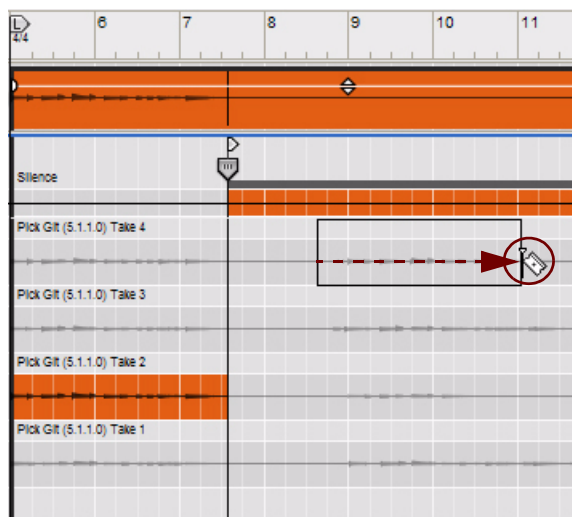 L 6 7 8 9 10 11
4/4
Silence
Pick Git (5.1.1.0) Take 4
Pick Git (5.1.1.0) Take 3
Pick Git (5.1.1.0) Take 2
Pick Git (5.1.1.0) Take 1